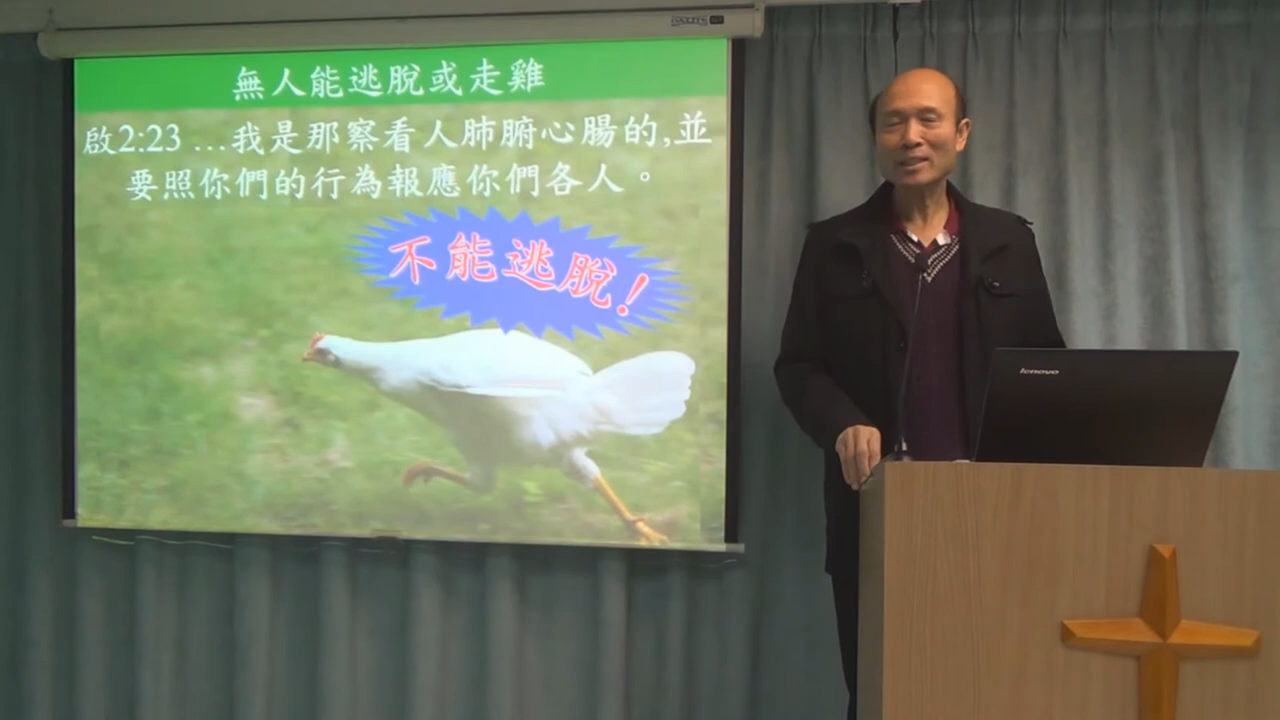 無人能逃脫或走雞
啟2:23 …我是那察看人肺腑心腸的,並
要照你們的行為報應你們各人。
不能逃脫!
lenovo